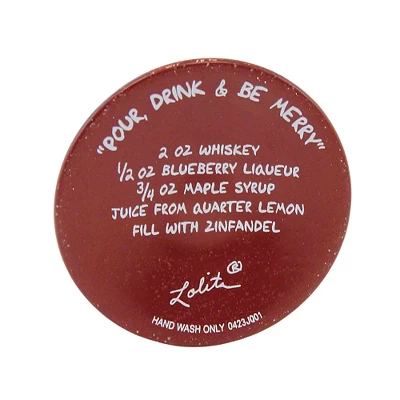 "POUR, DRINK & BE MERRY"
2 OZ WHISKEY
1/2 OZ BLUEBERRY LIQUEUR
3/4 OZ MAPLE SYRUP
JUICE FROM QUARTER LEMON
FILL WITH ZINFANDEL
Lolita®
HAND WASH ONLY 0423JQ01